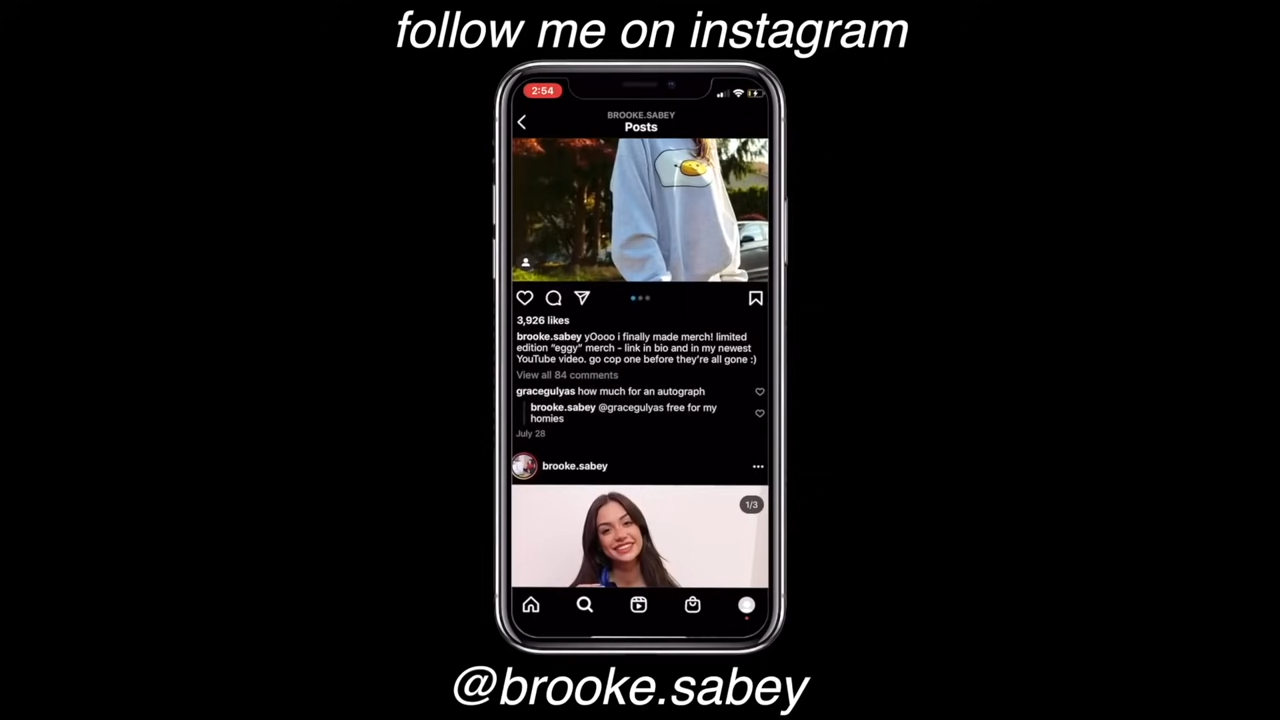 follow me on instagram
2:54
BROOKE.SABEY
Posts
3,926 likes
brooke.sabey yOooo i finally made merch! limited
edition “eggy” merch - link in bio and in my newest
YouTube video. go cop one before they’re all gone :)
View all 84 comments
gracegulyas how much for an autograph
brooke.sabey @gracegulyas free for my
homies
July 28
brooke.sabey
1/3
@brooke.sabey